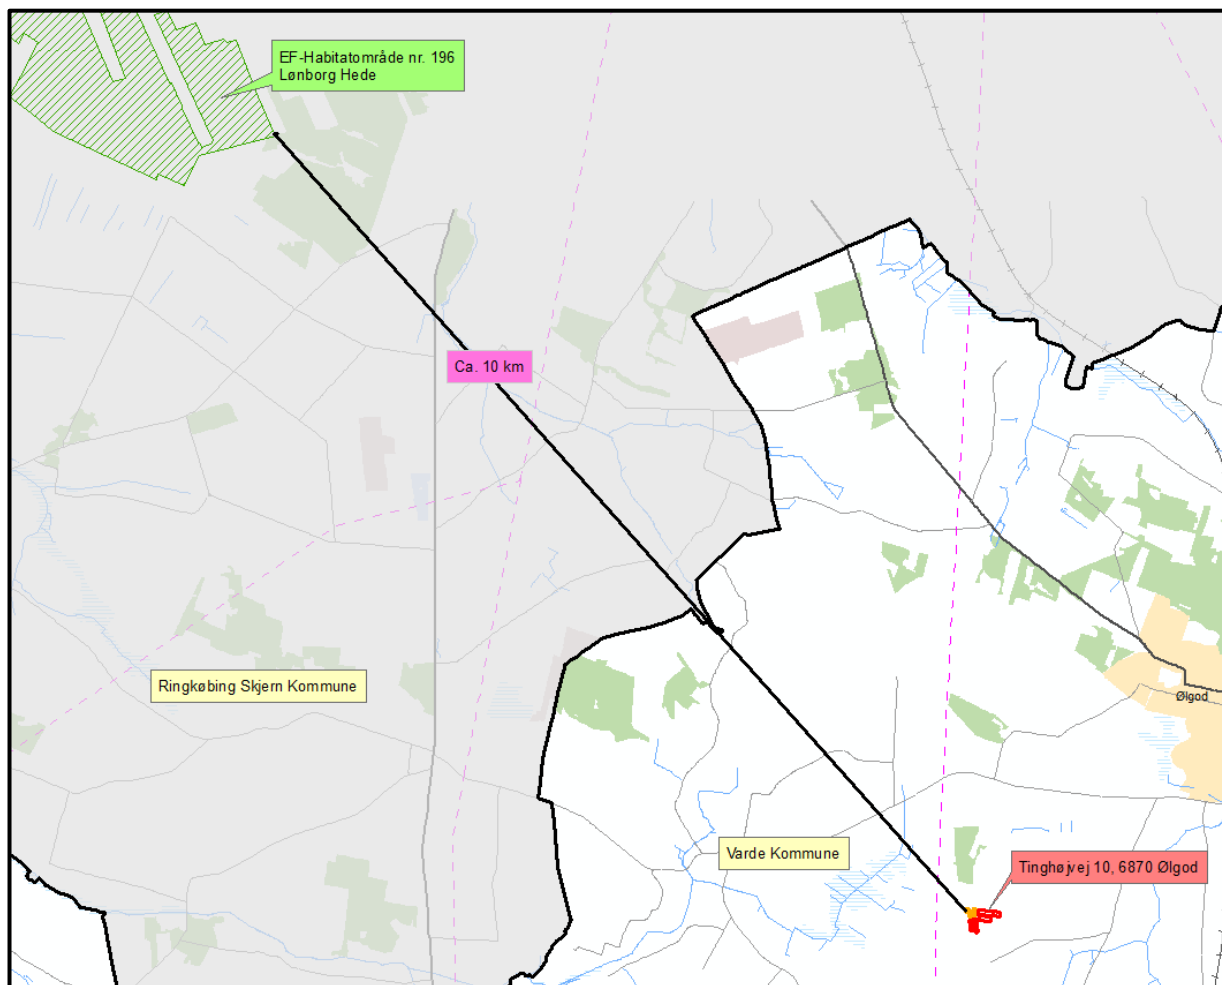 EF-Habitatområde nr. 196
Lønborg Hede
Ca. 10 km
Ringkøbing Skjern Kommune
Ølgod
Varde Kommune
Tinghøjvej 10, 6870 Ølgod